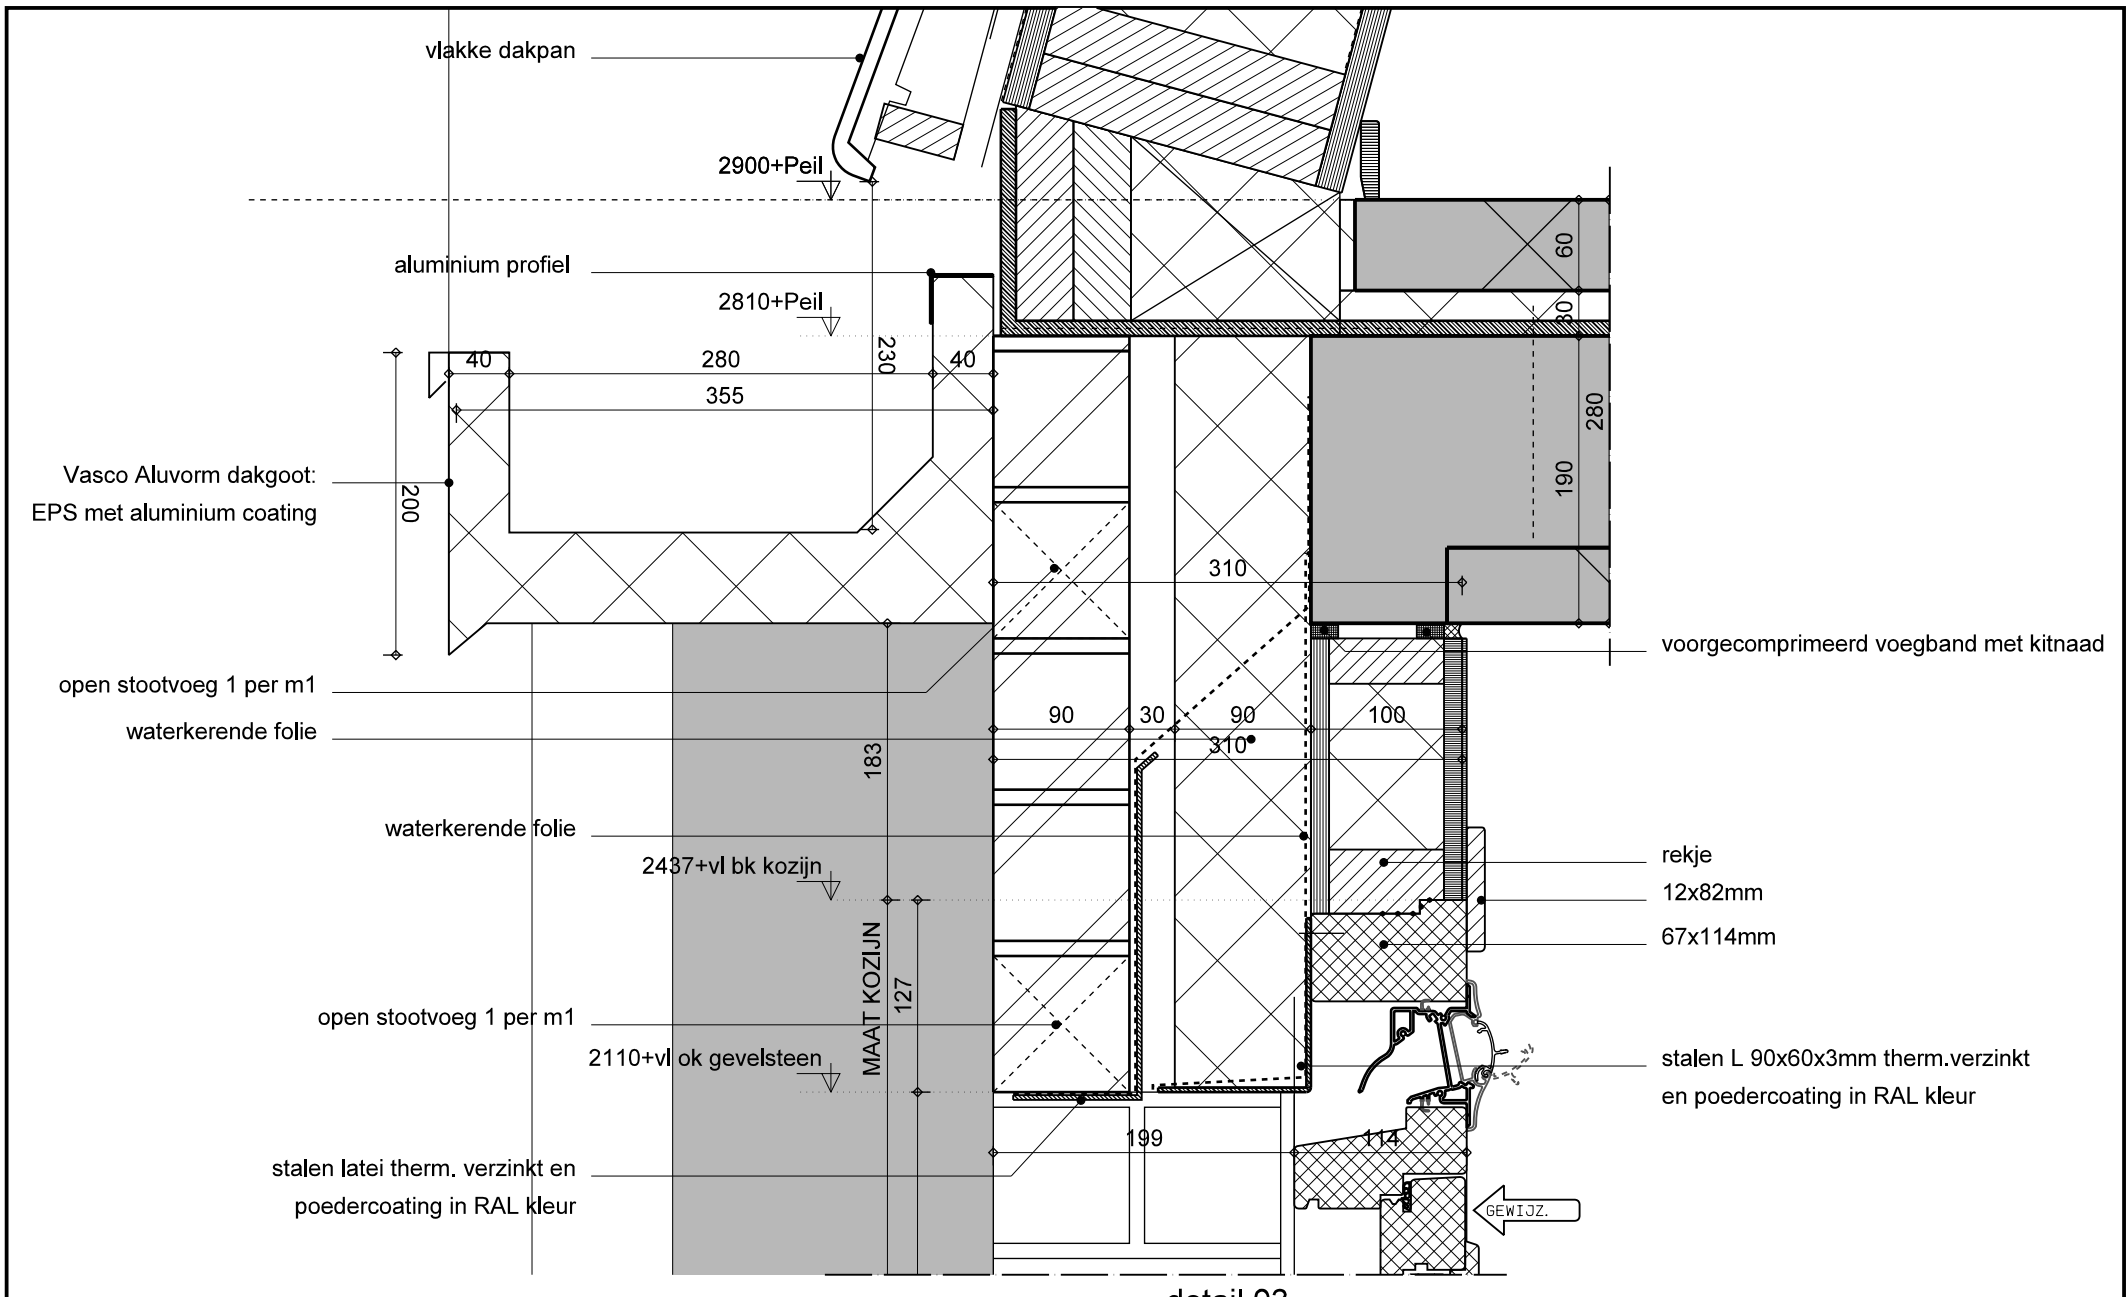 vlakke dakpan
2900+Peil
aluminium profiel
2810+Peil
60
30
40
280
230
40
355
280
190
Vasco Aluvorm dakgoot:
EPS met aluminium coating
200
310
voorgecomprimeerd voegband met kitnaad
open stootvoeg 1 per m1
waterkerende folie
90
30
90
100
310
183
waterkerende folie
2437+vl bk kozijn
rekje
12x82mm
67x114mm
MAAT KOZIJN
127
open stootvoeg 1 per m1
2110+vl ok gevelsteen
stalen L 90x60x3mm therm.verzinkt
en poedercoating in RAL kleur
199
114
stalen latei therm. verzinkt en
poedercoating in RAL kleur
GEWIJZ.